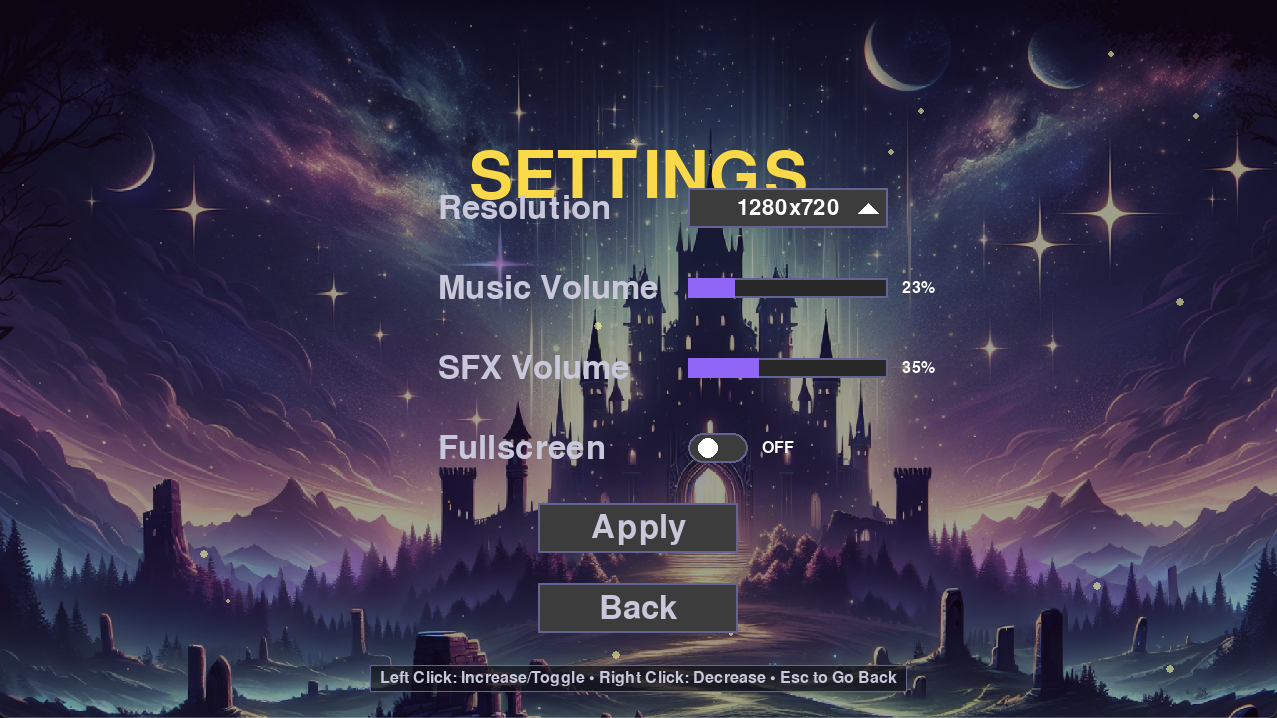 SETTINGS
Resolution 1280x720
Music Volume 23%
SFX Volume 35%
Fullscreen OFF
Apply
Back
Left Click: Increase/Toggle • Right Click: Decrease • Esc to Go Back